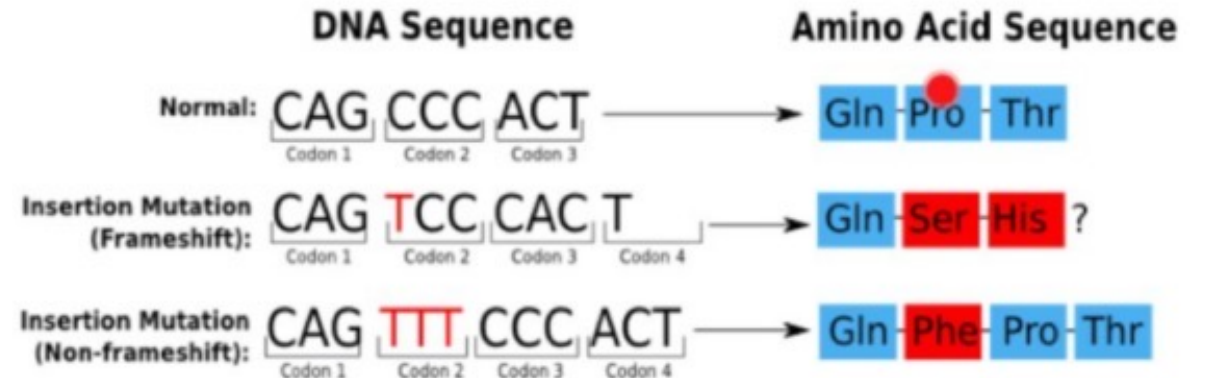 DNA Sequence Amino Acid Sequence
Normal: CAG CCC ACT Gln Pro Thr
Codon 1 Codon 2 Codon 3
Insertion Mutation
(Frameshift): CAG TCC CAC T Gln Ser His ?
Codon 1 Codon 2 Codon 3 Codon 4
Insertion Mutation
(Non-frameshift): CAG TTT CCC ACT Gln Phe Pro Thr
Codon 1 Codon 2 Codon 3 Codon 4